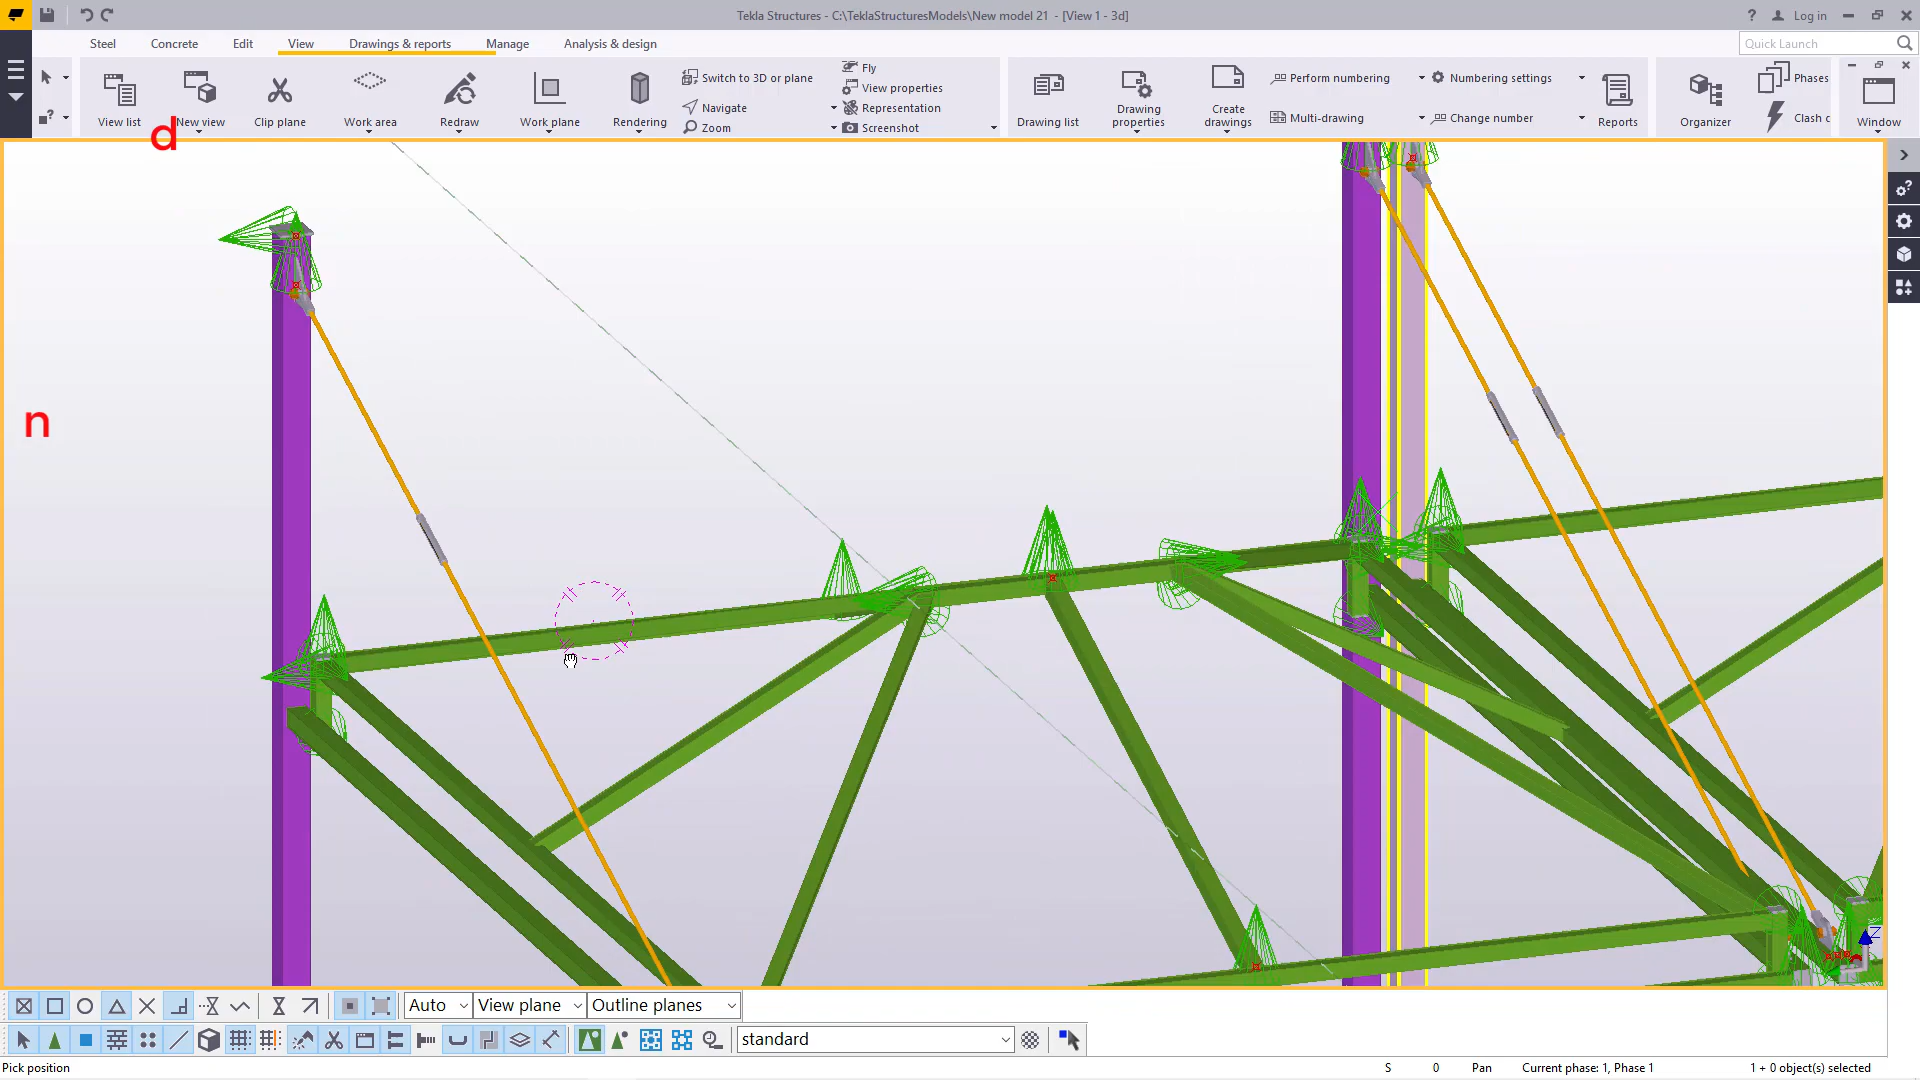 Tekla Structures - C:\TeklaStructuresModels\New model 21 - [View 1 - 3d]
? Log in
Steel Concrete Edit View Drawings & reports Manage Analysis & design
Quick Launch
View list
New view
Clip plane
Work area
Redraw
Work plane
Rendering
Switch to 3D or plane
Navigate
Zoom
Fly
View properties
Representation
Screenshot
Drawing list
Drawing
properties
Create
drawings
Perform numbering
Multi-drawing
Numbering settings
Change number
Reports
Organizer
Phases
Clash c
Window
d
n
Z
Auto View plane Outline planes
standard
Pick position S 0 Pan Current phase: 1, Phase 1 1 + 0 object(s) selected